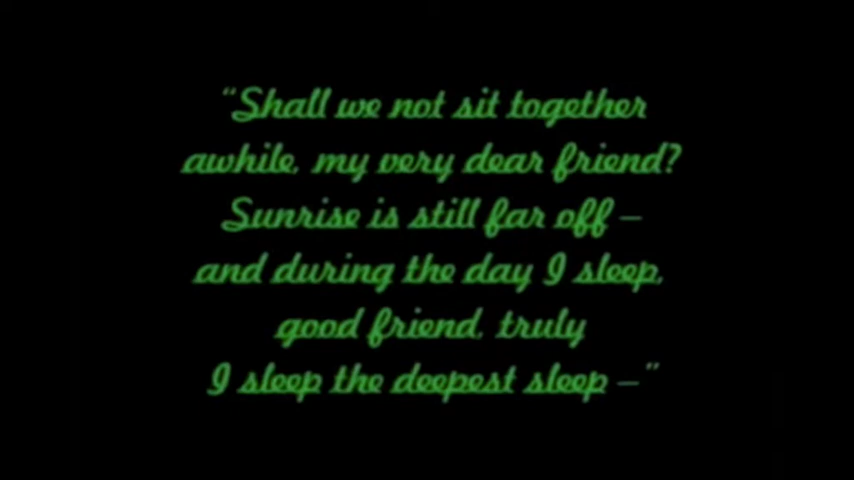 “Shall we not sit together
awhile, my very dear friend?
Sunrise is still far off –
and during the day I sleep,
good friend, truly
I sleep the deepest sleep –”